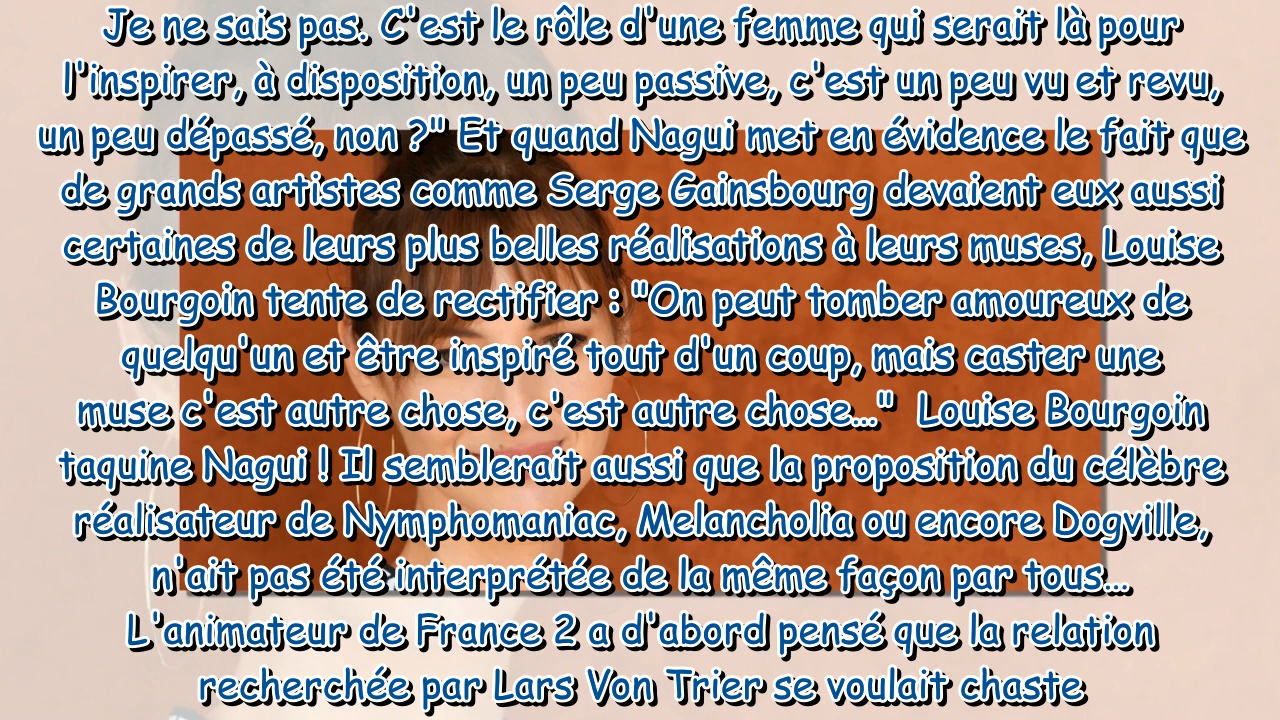 Je ne sais pas. C'est le rôle d'une femme qui serait là pour
l'inspirer, à disposition, un peu passive, c'est un peu vu et revu,
un peu dépassé, non ?" Et quand Nagui met en évidence le fait que
de grands artistes comme Serge Gainsbourg devaient eux aussi
certaines de leurs plus belles réalisations à leurs muses, Louise
Bourgoin tente de rectifier : "On peut tomber amoureux de
quelqu'un et être inspiré tout d'un coup, mais caster une
muse c'est autre chose, c'est autre chose..."  Louise Bourgoin
taquine Nagui ! Il semblerait aussi que la proposition du célèbre
réalisateur de Nymphomaniac, Melancholia ou encore Dogville,
n'ait pas été interprétée de la même façon par tous...
L'animateur de France 2 a d'abord pensé que la relation
recherchée par Lars Von Trier se voulait chaste